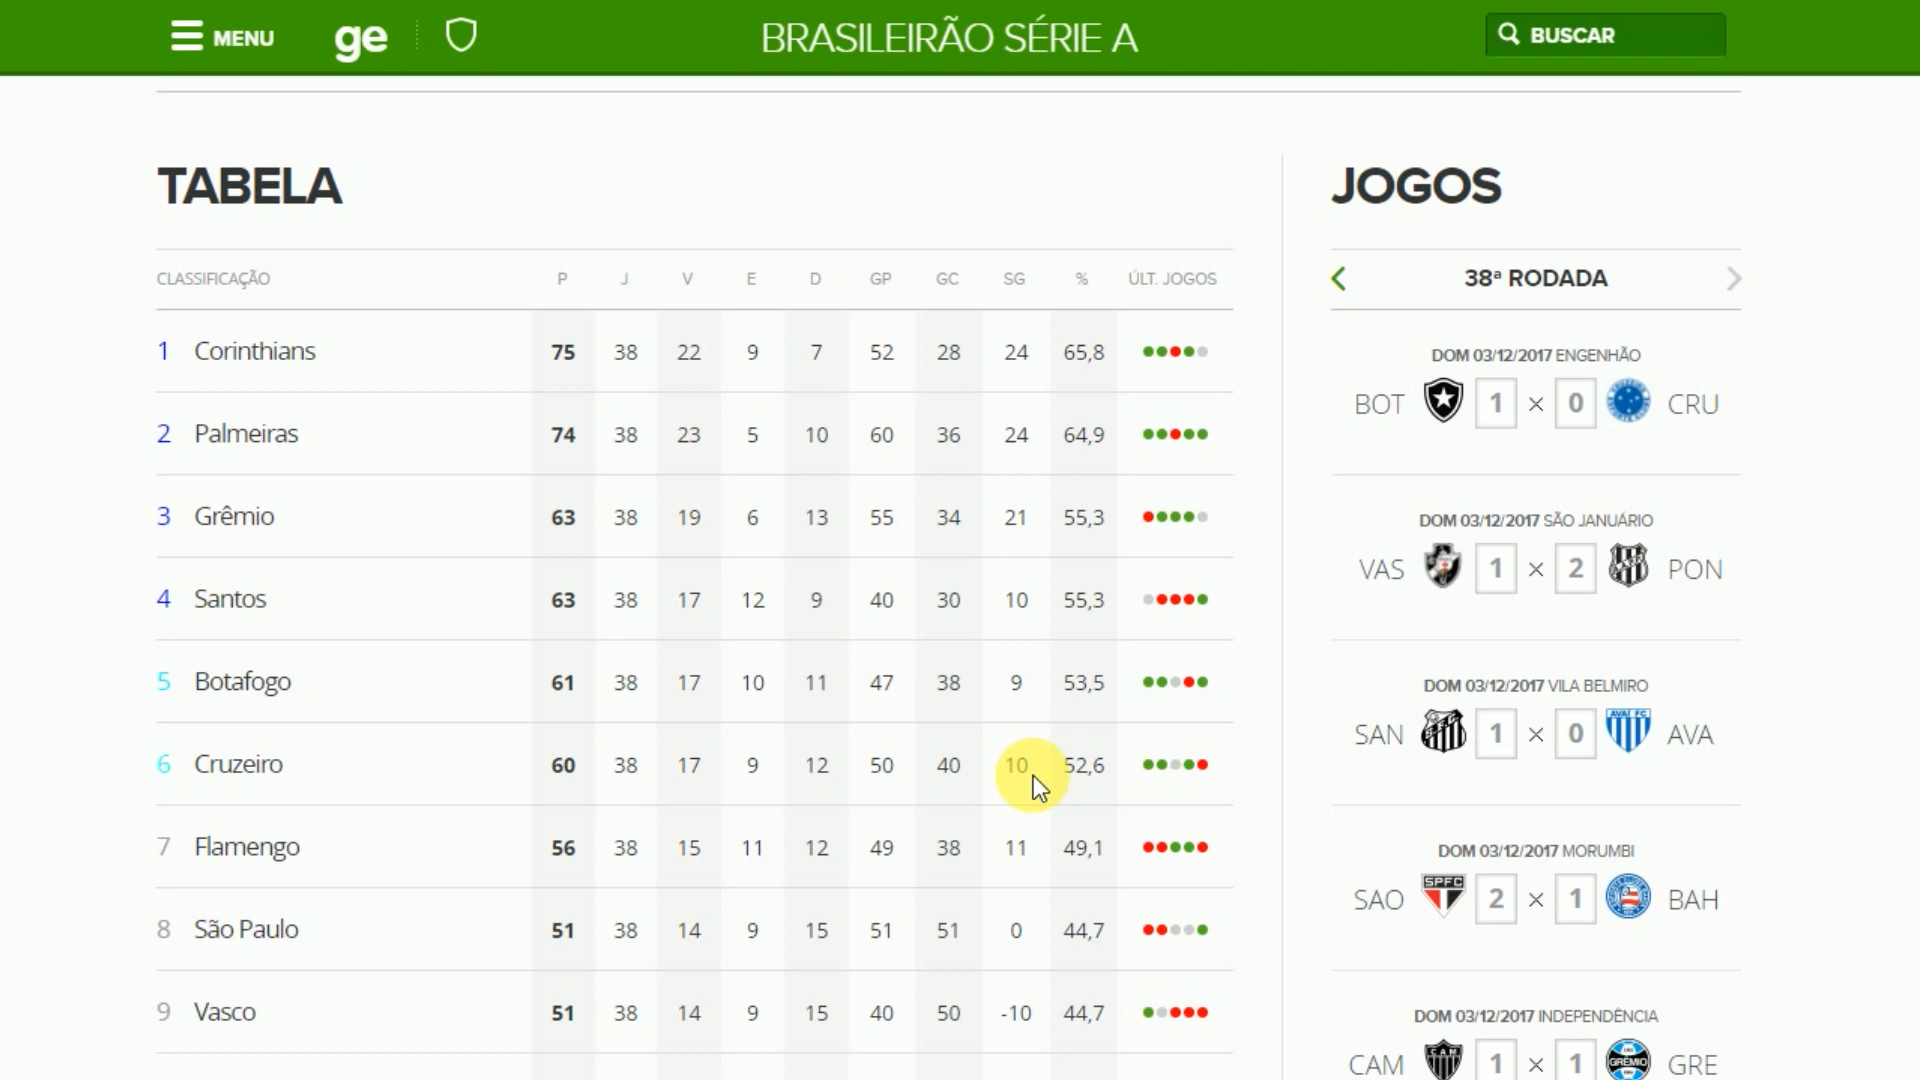 MENU ge BRASILEIRÃO SÉRIE A BUSCAR
TABELA
CLASSIFICAÇÃO P J V E D GP GC SG % ÚLT. JOGOS
1 Corinthians 75 38 22 9 7 52 28 24 65,8
2 Palmeiras 74 38 23 5 10 60 36 24 64,9
3 Grêmio 63 38 19 6 13 55 34 21 55,3
4 Santos 63 38 17 12 9 40 30 10 55,3
5 Botafogo 61 38 17 10 11 47 38 9 53,5
6 Cruzeiro 60 38 17 9 12 50 40 10 52,6
7 Flamengo 56 38 15 11 12 49 38 11 49,1
8 São Paulo 51 38 14 9 15 51 51 0 44,7
9 Vasco 51 38 14 9 15 40 50 -10 44,7
JOGOS
38ª RODADA
DOM 03/12/2017 ENGENHÃO
BOT 1 × 0 CRU
DOM 03/12/2017 SÃO JANUÁRIO
VAS 1 × 2 PON
DOM 03/12/2017 VILA BELMIRO
SAN 1 × 0 AVAÍ FC AVA
DOM 03/12/2017 MORUMBI
SAO SPFC 2 × 1 BAH
DOM 03/12/2017 INDEPENDÊNCIA
CAM CAM 1 × 1 GRÊMIO GRE